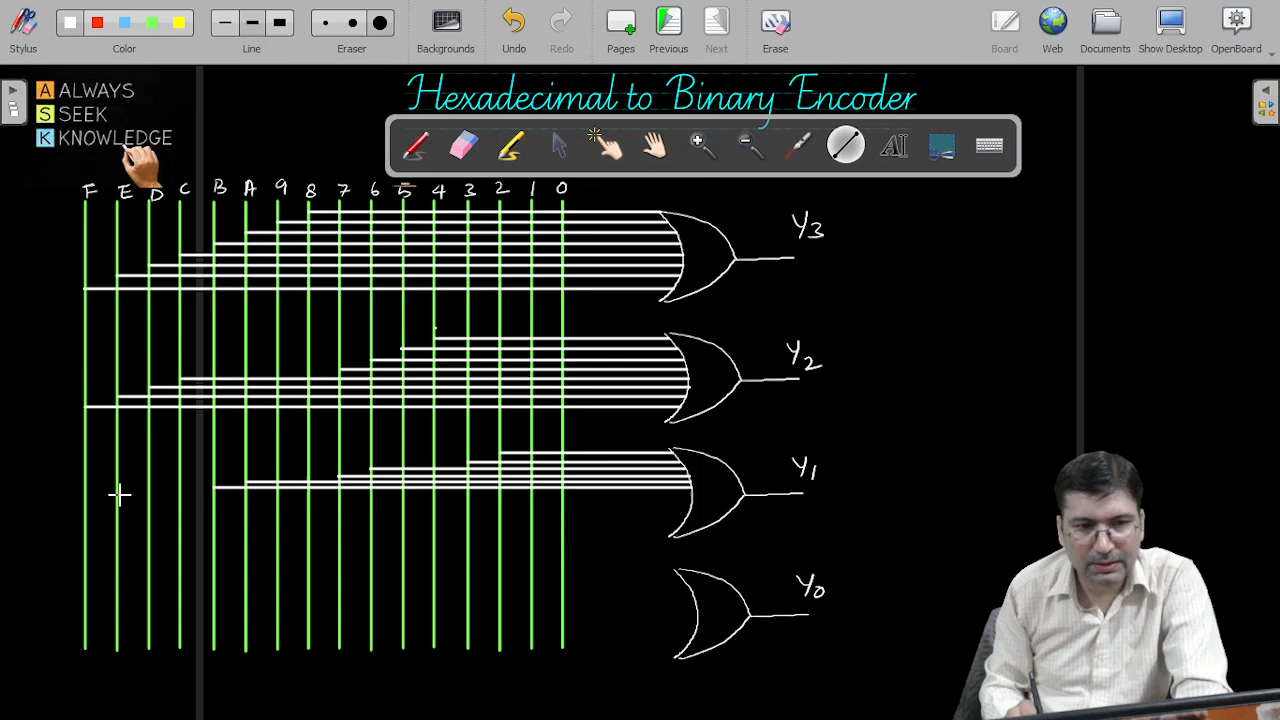 Stylus Color Line Eraser Backgrounds Undo Redo Pages Previous Next Erase Board Web Documents Show Desktop OpenBoard
A ALWAYS
S SEEK
K KNOWLEDGE
Hexadecimal to Binary Encoder
AI
F E D C B A 9 8 7 6 5 4 3 2 1 0
Y3
Y2
Y1
Y0